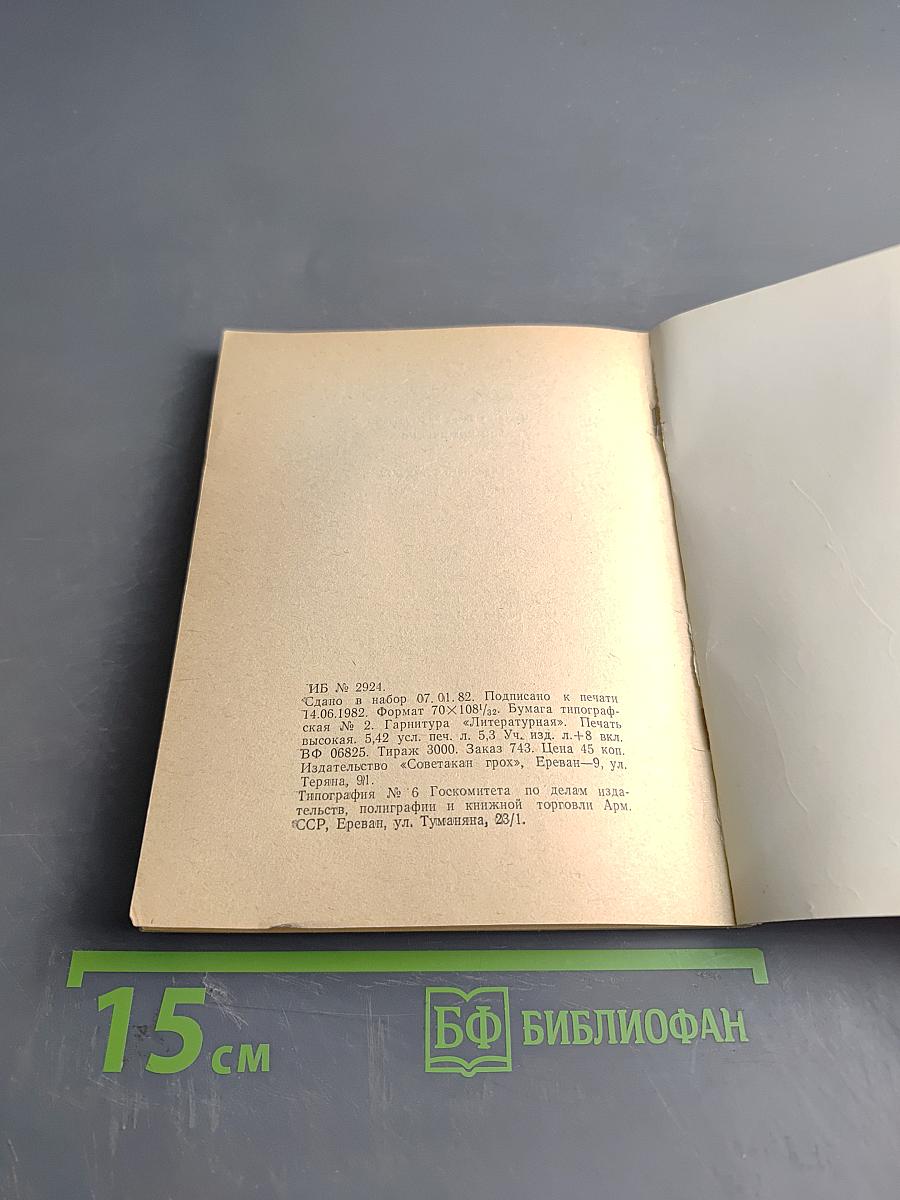 ИБ № 2924.
Сдано в набор 07.01.82. Подписано к печати
14.06.1982. Формат 70×108¹/₃₂. Бумага типограф-
ская № 2. Гарнитура «Литературная». Печать
высокая. 5,42 усл. печ. л. 5,3 Уч. изд. л.+8 вкл.
ВФ 06825. Тираж 3000. Заказ 743. Цена 45 коп.
Издательство «Советакан грох», Ереван—9, ул.
Теряна, 91.
Типография № 6 Госкомитета по делам изда-
тельств, полиграфии и книжной торговли Арм.
ССР, Ереван, ул. Туманяна, 23/1.
15 см
БФ БИБЛИОФАН